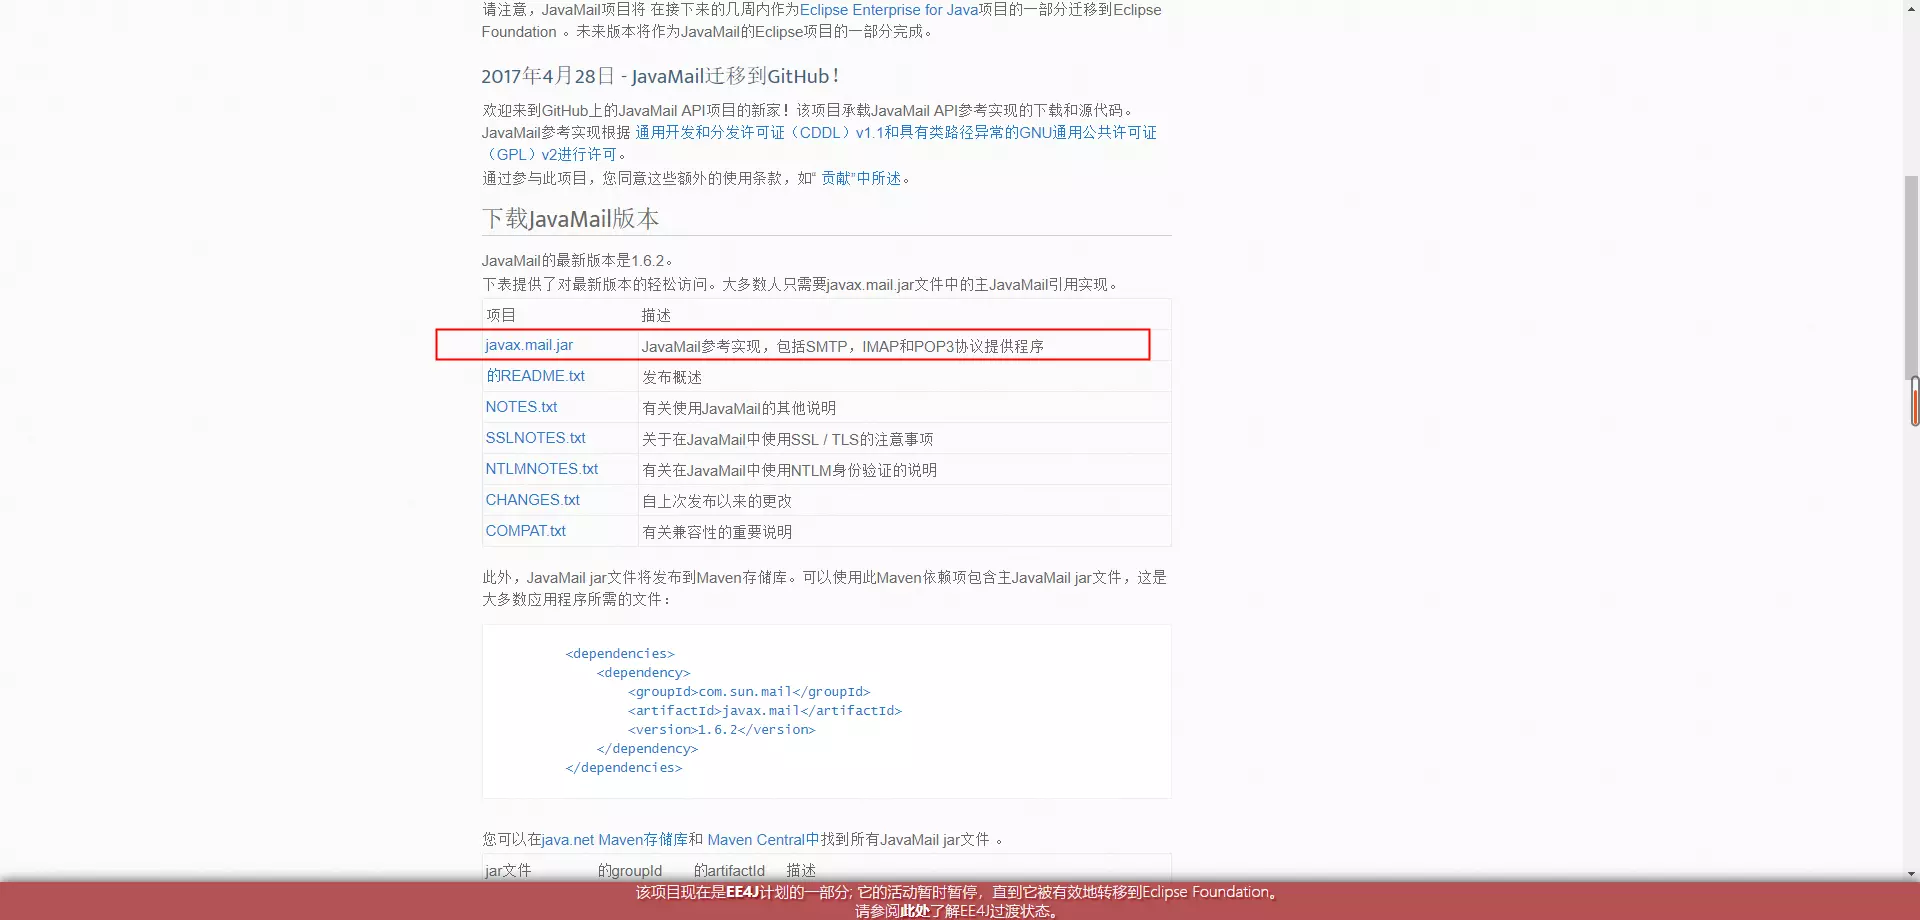 请注意，JavaMail项目将 在接下来的几周内作为Eclipse Enterprise for Java项目的一部分迁移到Eclipse
Foundation 。未来版本将作为JavaMail的Eclipse项目的一部分完成。
2017年4月28日 - JavaMail迁移到GitHub！
欢迎来到GitHub上的JavaMail API项目的新家！该项目承载JavaMail API参考实现的下载和源代码。
JavaMail参考实现根据 通用开发和分发许可证（CDDL）v1.1和具有类路径异常的GNU通用公共许可证
（GPL）v2进行许可。
通过参与此项目，您同意这些额外的使用条款，如“ 贡献”中所述。
下载JavaMail版本
JavaMail的最新版本是1.6.2。
下表提供了对最新版本的轻松访问。大多数人只需要javax.mail.jar文件中的主JavaMail引用实现。
项目 描述
javax.mail.jar JavaMail参考实现，包括SMTP，IMAP和POP3协议提供程序
的README.txt 发布概述
NOTES.txt 有关使用JavaMail的其他说明
SSLNOTES.txt 关于在JavaMail中使用SSL / TLS的注意事项
NTLMNOTES.txt 有关在JavaMail中使用NTLM身份验证的说明
CHANGES.txt 自上次发布以来的更改
COMPAT.txt 有关兼容性的重要说明
此外，JavaMail jar文件将发布到Maven存储库。可以使用此Maven依赖项包含主JavaMail jar文件，这是
大多数应用程序所需的文件：
<dependencies>
<dependency>
<groupId>com.sun.mail</groupId>
<artifactId>javax.mail</artifactId>
<version>1.6.2</version>
</dependency>
</dependencies>
您可以在java.net Maven存储库和 Maven Central中找到所有JavaMail jar文件 。
jar文件 的groupId 的artifactId 描述
该项目现在是EE4J计划的一部分; 它的活动暂时暂停，直到它被有效地转移到Eclipse Foundation。
请参阅此处了解EE4J过渡状态。